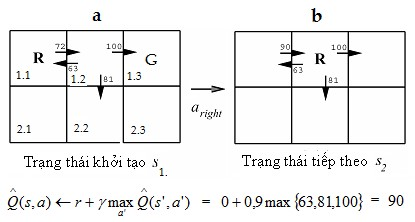 a
b
R 72 100 G
63
1.1 1.2 81 1.3
2.1 2.2 2.3
a right
90 R 100
63
81
Trạng thái khởi tạo s1.
Trạng thái tiếp theo s2
Q̂(s,a) ← r + γ max a' Q̂(s',a') = 0+0,9 max {63,81,100} = 90